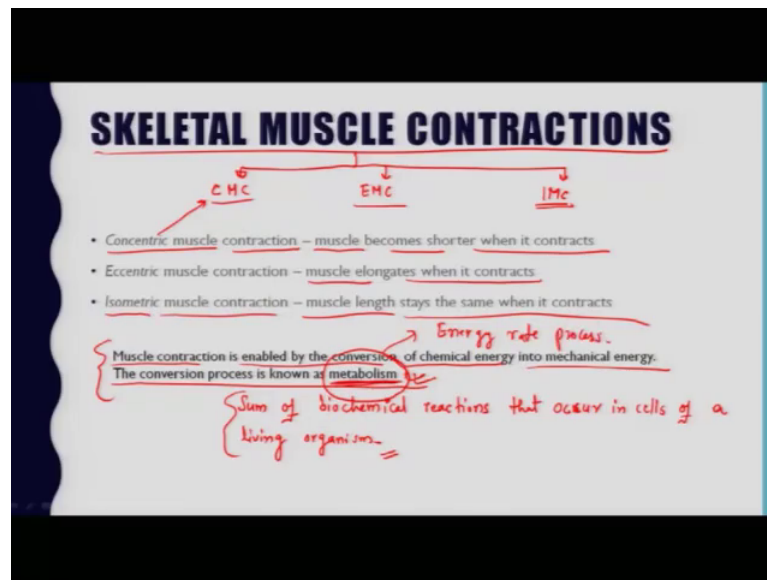 SKELETAL MUSCLE CONTRACTIONS
CMC EMC IMC
• Concentric muscle contraction – muscle becomes shorter when it contracts
• Eccentric muscle contraction – muscle elongates when it contracts
• Isometric muscle contraction – muscle length stays the same when it contracts
Energy rate process.
Muscle contraction is enabled by the conversion of chemical energy into mechanical energy.
The conversion process is known as metabolism
Sum of biochemical reactions that occur in cells of a
living organism.